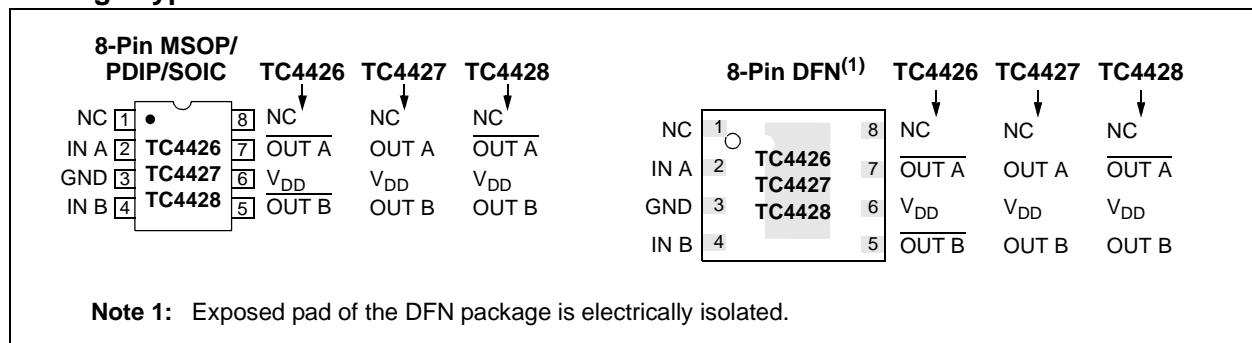 8-Pin MSOP/
PDIP/SOIC TC4426 TC4427 TC4428
NC 1 8 NC NC NC
IN A 2 TC4426 7 OUT A OUT A OUT A
GND 3 TC4427 6 VDD VDD VDD
IN B 4 TC4428 5 OUT B OUT B OUT B
8-Pin DFN(1) TC4426 TC4427 TC4428
NC 1 8 NC NC NC
IN A 2 TC4426 7 OUT A OUT A OUT A
TC4427
GND 3 TC4428 6 VDD VDD VDD
IN B 4 5 OUT B OUT B OUT B
Note 1: Exposed pad of the DFN package is electrically isolated.